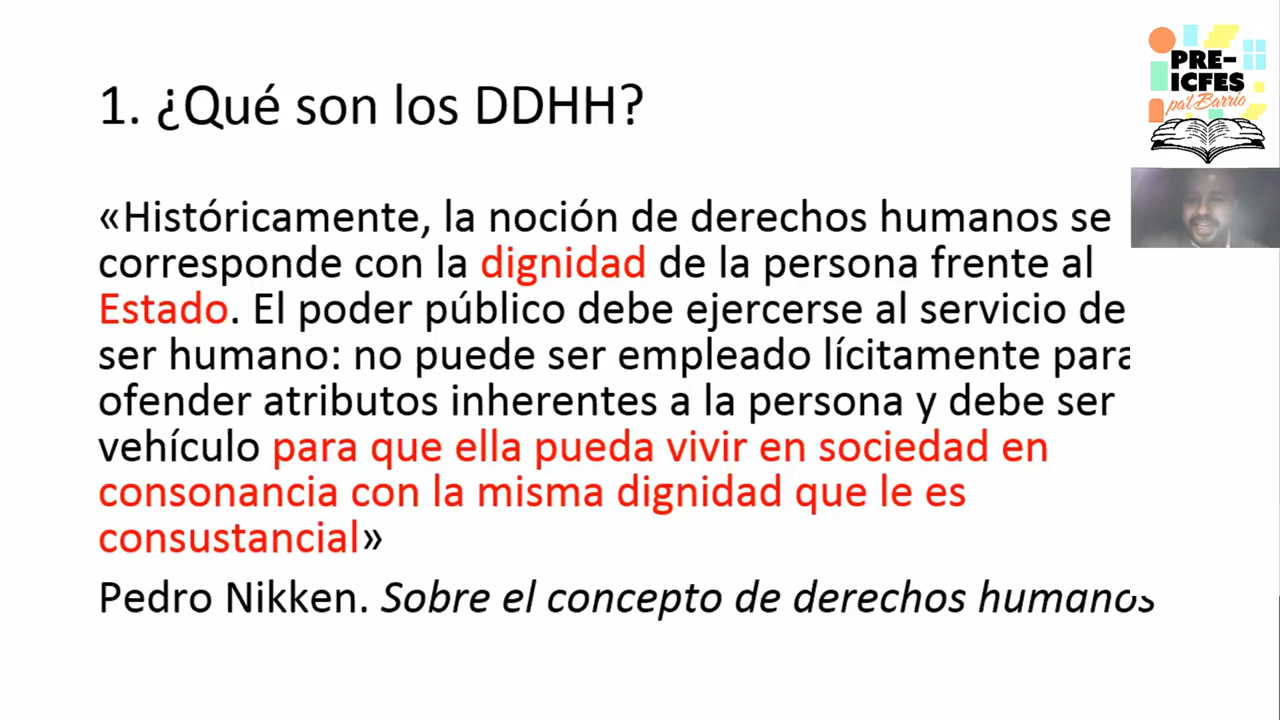 1. ¿Qué son los DDHH?
PRE-
ICFES
pa'l Barrio
«Históricamente, la noción de derechos humanos se
corresponde con la dignidad de la persona frente al
Estado. El poder público debe ejercerse al servicio de
ser humano: no puede ser empleado lícitamente para
ofender atributos inherentes a la persona y debe ser
vehículo para que ella pueda vivir en sociedad en
consonancia con la misma dignidad que le es
consustancial»
Pedro Nikken. Sobre el concepto de derechos humanos